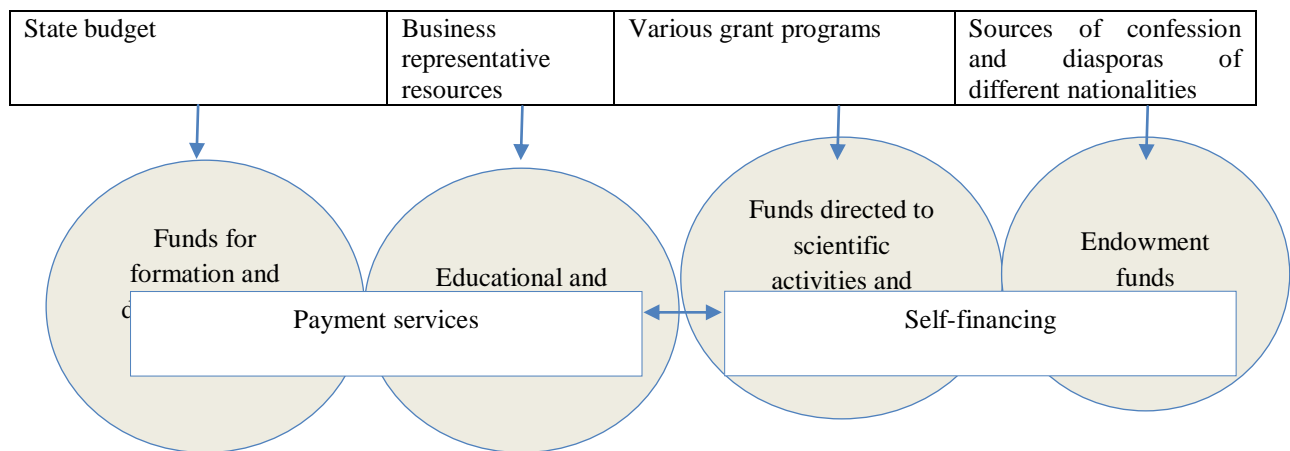 State budget
Business
representative
resources
Various grant programs
Sources of confession
and diasporas of
different nationalities
Funds for
formation and
Educational and
Funds directed to
scientific
activities and
Endowment
funds
Payment services
Self-financing